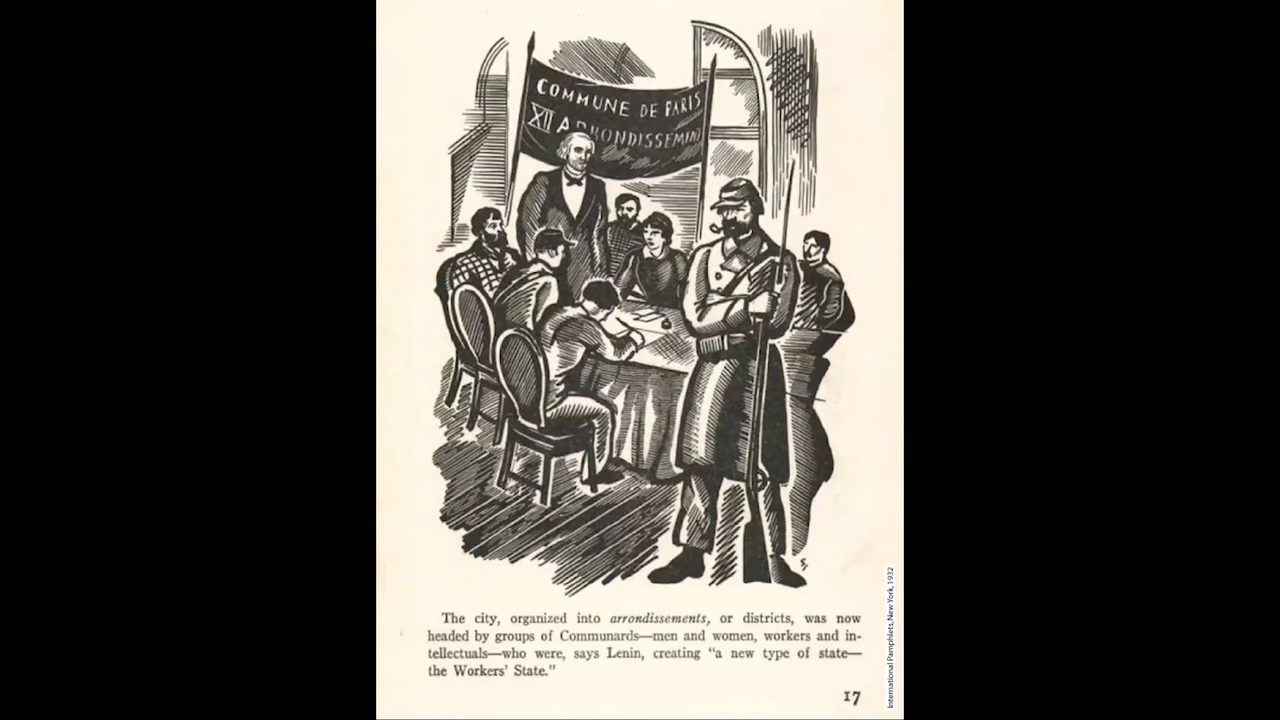 COMMUNE DE PARIS
XII ARRONDISSEMENT
The city, organized into arrondissements, or districts, was now
headed by groups of Communards—men and women, workers and in-
tellectuals—who were, says Lenin, creating “a new type of state—
the Workers’ State.”
17
International Pamphlets, New York, 1932